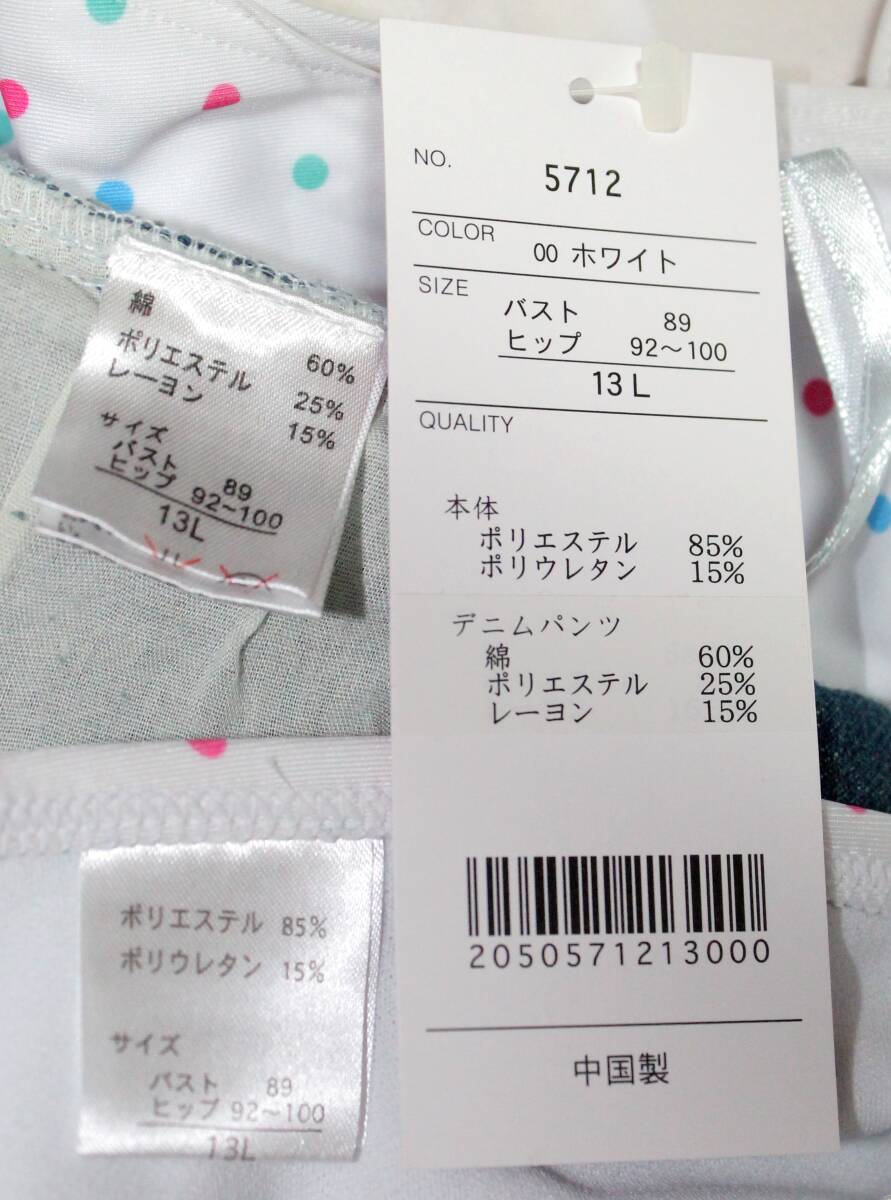 NO. 5712
COLOR 00 ホワイト
SIZE バスト 89
ヒップ 92〜100
13L
QUALITY
本体
ポリエステル 85%
ポリウレタン 15%
デニムパンツ
綿 60%
ポリエステル 25%
レーヨン 15%
2050571213000
中国製
綿 60%
ポリエステル 25%
レーヨン 15%
サイズ
バスト 89
ヒップ 92〜100
13L
ポリエステル 85%
ポリウレタン 15%
サイズ
バスト 89
ヒップ 92〜100
13L